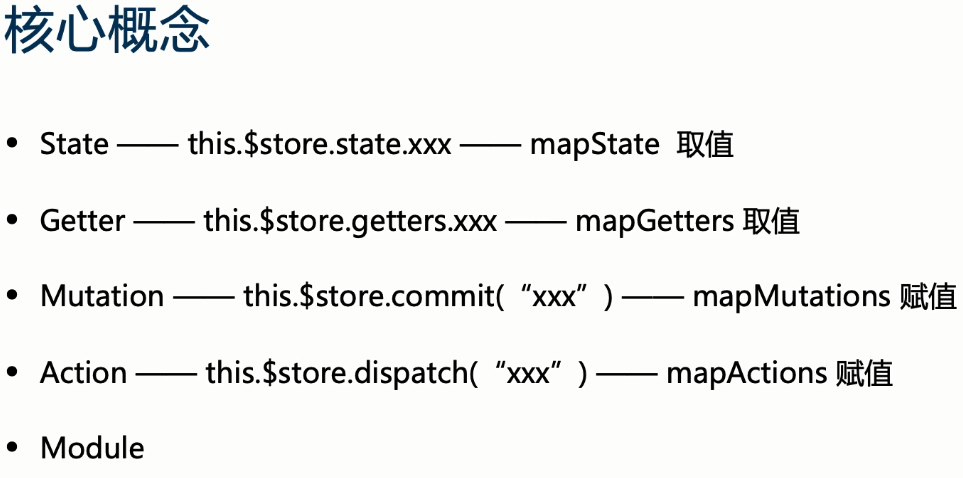 核心概念
• State —— this.$store.state.xxx —— mapState 取值
• Getter —— this.$store.getters.xxx —— mapGetters 取值
• Mutation —— this.$store.commit(“xxx”) —— mapMutations 赋值
• Action —— this.$store.dispatch(“xxx”) —— mapActions 赋值
• Module